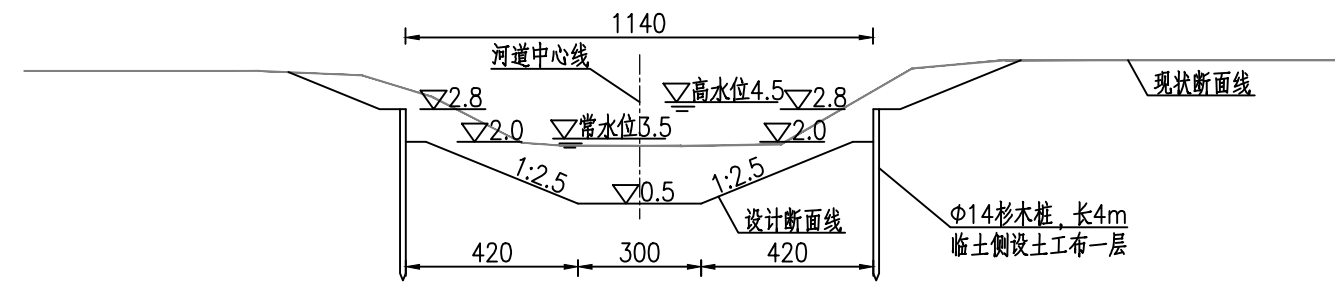 1140
河道中心线
高水位4.5
现状断面线
2.8
2.8
2.0
常水位3.5
2.0
1:2.5
0.5
1:2.5
设计断面线
Φ14杉木桩，长4m
临土侧设土工布一层
420
300
420